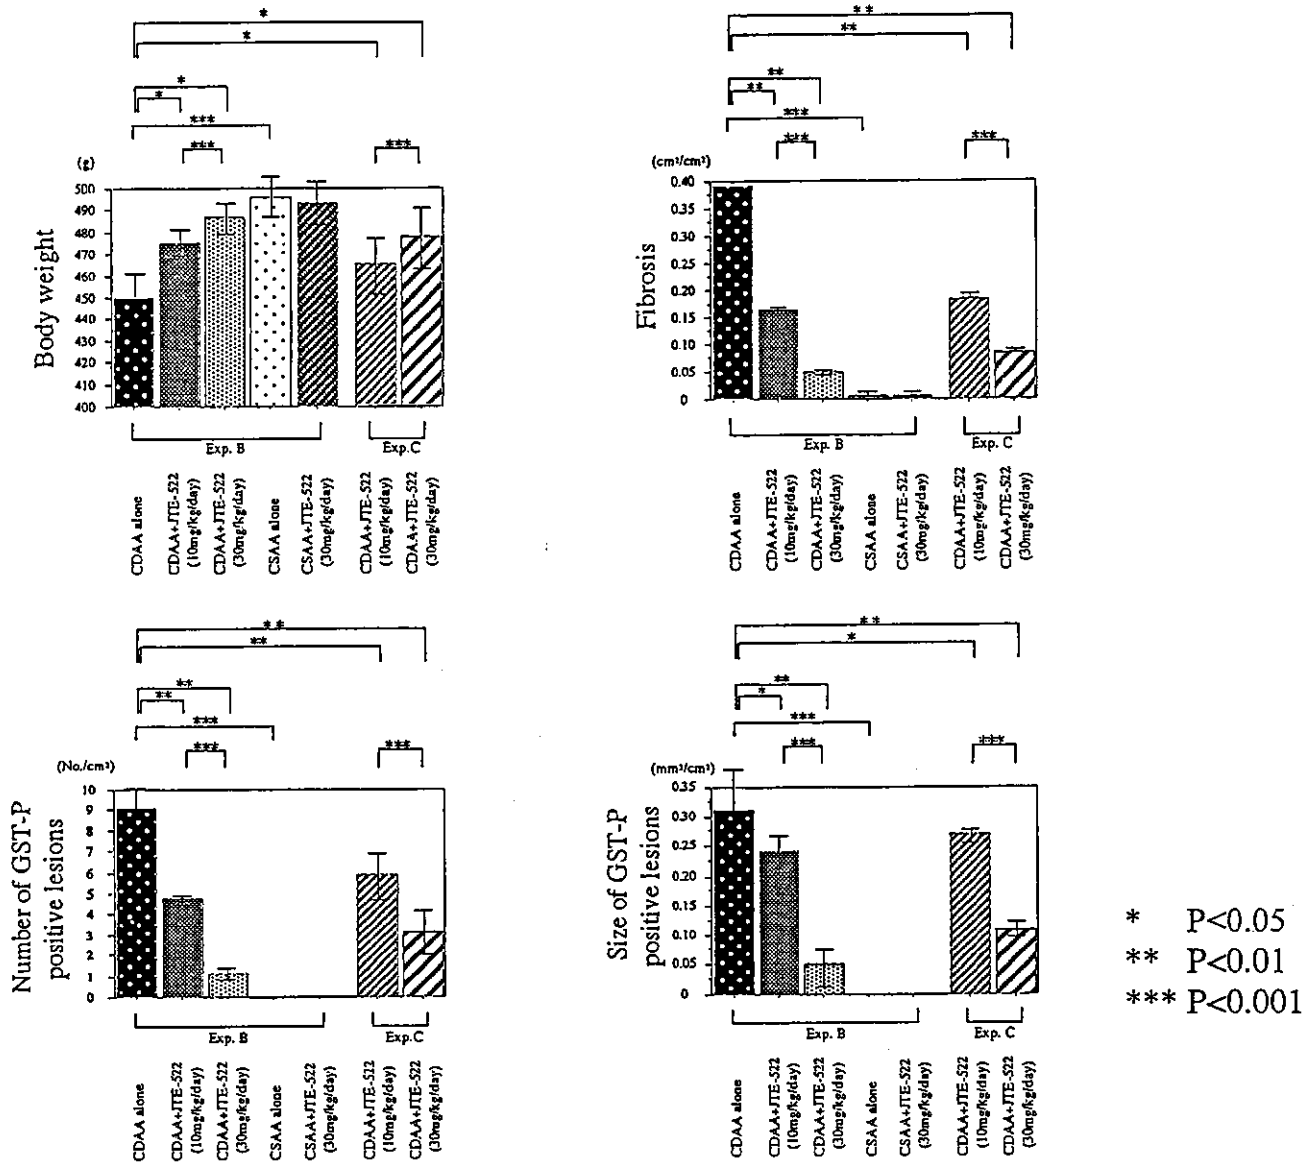 *
*
*
*
***
***
***
(g)
Body weight
500
490
480
470
460
450
440
430
420
410
400
Exp. B
Exp.C
CDAA alone
CDAA+JTE-522
(10mg/kg/day)
CDAA+JTE-522
(30mg/kg/day)
CSAA alone
CSAA+JTE-522
(30mg/kg/day)
CDAA+JTE-522
(10mg/kg/day)
CDAA+JTE-522
(30mg/kg/day)
**
**
**
**
***
***
***
(cm²/cm²)
Fibrosis
0.40
0.35
0.30
0.25
0.20
0.15
0.10
0.05
0
Exp. B
Exp.C
CDAA alone
CDAA+JTE-522
(10mg/kg/day)
CDAA+JTE-522
(30mg/kg/day)
CSAA alone
CSAA+JTE-522
(30mg/kg/day)
CDAA+JTE-522
(10mg/kg/day)
CDAA+JTE-522
(30mg/kg/day)
**
**
**
**
***
***
***
(No./cm²)
Number of GST-P
positive lesions
10
9
8
7
6
5
4
3
2
1
0
Exp. B
Exp.C
CDAA alone
CDAA+JTE-522
(10mg/kg/day)
CDAA+JTE-522
(30mg/kg/day)
CSAA alone
CSAA+JTE-522
(30mg/kg/day)
CDAA+JTE-522
(10mg/kg/day)
CDAA+JTE-522
(30mg/kg/day)
**
*
**
*
***
***
***
(mm²/cm²)
Size of GST-P
positive lesions
0.35
0.30
0.25
0.20
0.15
0.10
0.05
0
Exp. B
Exp.C
CDAA alone
CDAA+JTE-522
(10mg/kg/day)
CDAA+JTE-522
(30mg/kg/day)
CSAA alone
CSAA+JTE-522
(30mg/kg/day)
CDAA+JTE-522
(10mg/kg/day)
CDAA+JTE-522
(30mg/kg/day)
* P<0.05
** P<0.01
*** P<0.001